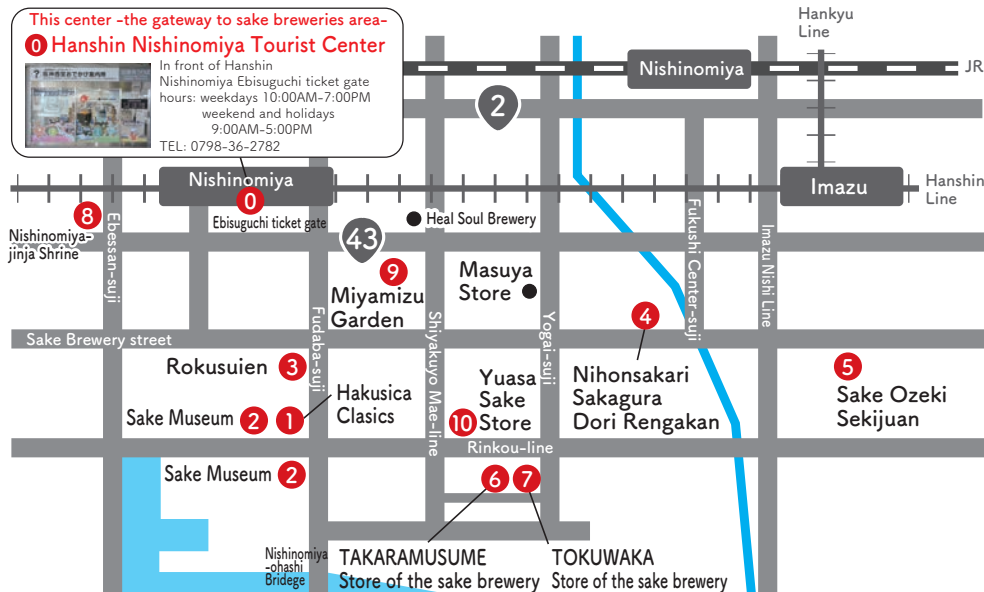 This center -the gateway to sake breweries area-
0 Hanshin Nishinomiya Tourist Center
In front of Hanshin
Nishinomiya Ebisuguchi ticket gate
hours: weekdays 10:00AM-7:00PM
weekend and holidays
9:00AM-5:00PM
TEL: 0798-36-2782
Hankyu
Line
Nishinomiya
JR
2
Nishinomiya
0
Ebisuguchi ticket gate
Imazu
Hanshin
Line
8
Nishinomiya-
jinja Shrine
Ebessan-suji
Heal Soul Brewery
43
9
Miyamizu
Garden
Masuya
Store
Fukushi Center-suji
Imazu Nishi Line
Fudaba-suji
Shiyakuyo Mae-line
Yogai-suji
4
Nihonsakari
Sakagura
Dori Rengakan
Sake Brewery street
Rokusuien 3
Hakusica
Clasics
Sake Museum 2 1
Yuasa
Sake
Store
10
5
Sake Ozeki
Sekijuan
Rinkou-line
Sake Museum 2
6 7
Nishinomiya
-ohashi
Bridege
TAKARAMUSUME
Store of the sake brewery
TOKUWAKA
Store of the sake brewery